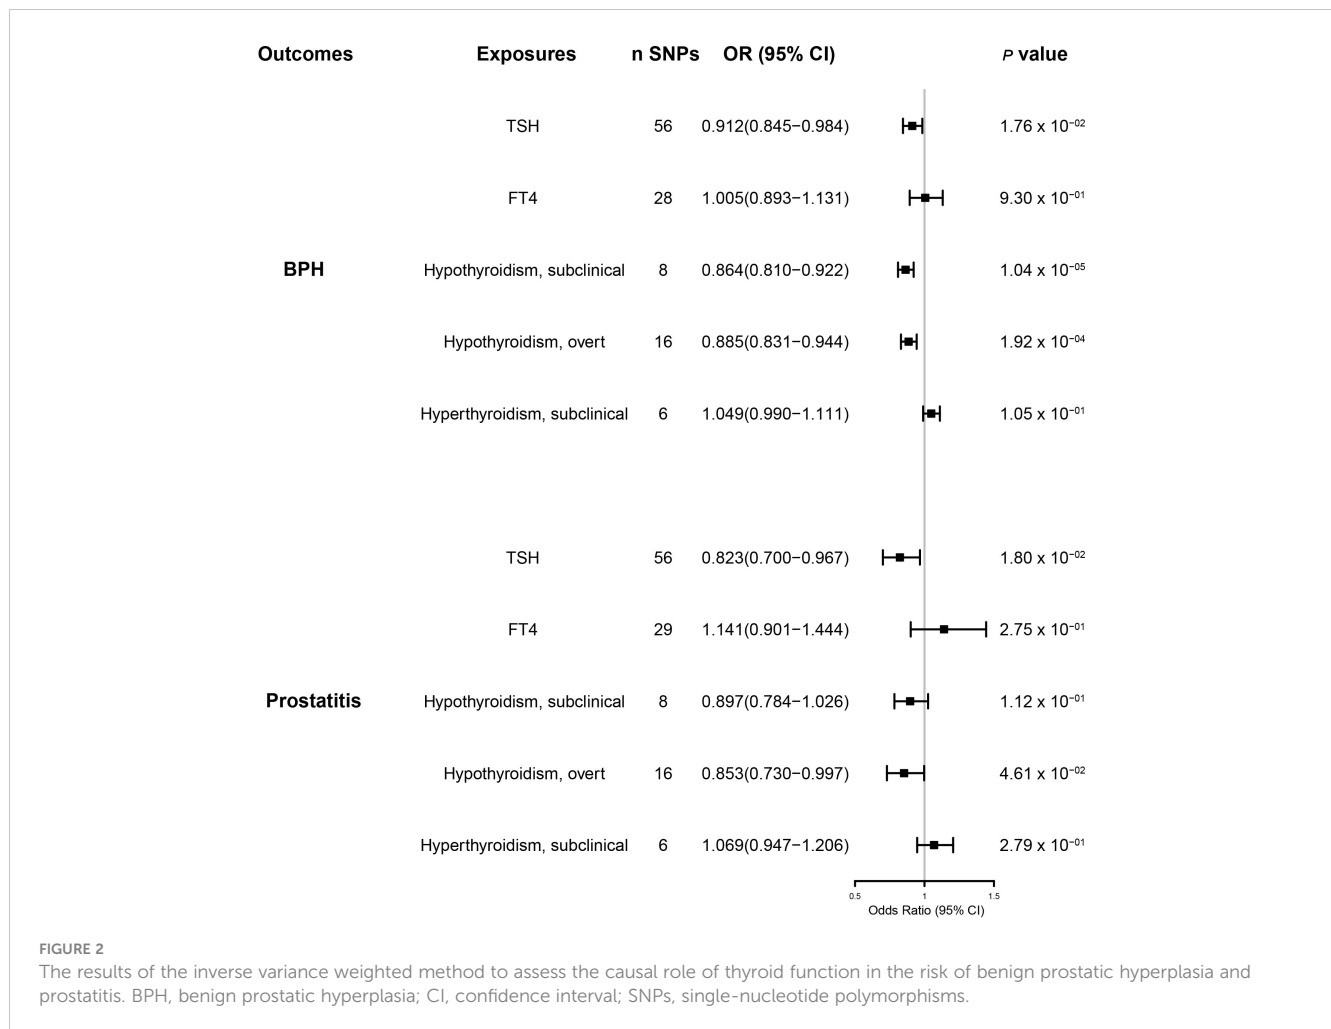 Outcomes Exposures n SNPs OR (95% CI) P value
TSH 56 0.912(0.845−0.984) 1.76 x 10⁻⁰²
FT4 28 1.005(0.893−1.131) 9.30 x 10⁻⁰¹
BPH Hypothyroidism, subclinical 8 0.864(0.810−0.922) 1.04 x 10⁻⁰⁵
Hypothyroidism, overt 16 0.885(0.831−0.944) 1.92 x 10⁻⁰⁴
Hyperthyroidism, subclinical 6 1.049(0.990−1.111) 1.05 x 10⁻⁰¹
TSH 56 0.823(0.700−0.967) 1.80 x 10⁻⁰²
FT4 29 1.141(0.901−1.444) 2.75 x 10⁻⁰¹
Prostatitis Hypothyroidism, subclinical 8 0.897(0.784−1.026) 1.12 x 10⁻⁰¹
Hypothyroidism, overt 16 0.853(0.730−0.997) 4.61 x 10⁻⁰²
Hyperthyroidism, subclinical 6 1.069(0.947−1.206) 2.79 x 10⁻⁰¹
0.5 1 1.5
Odds Ratio (95% CI)
FIGURE 2
The results of the inverse variance weighted method to assess the causal role of thyroid function in the risk of benign prostatic hyperplasia and
prostatitis. BPH, benign prostatic hyperplasia; CI, confidence interval; SNPs, single-nucleotide polymorphisms.